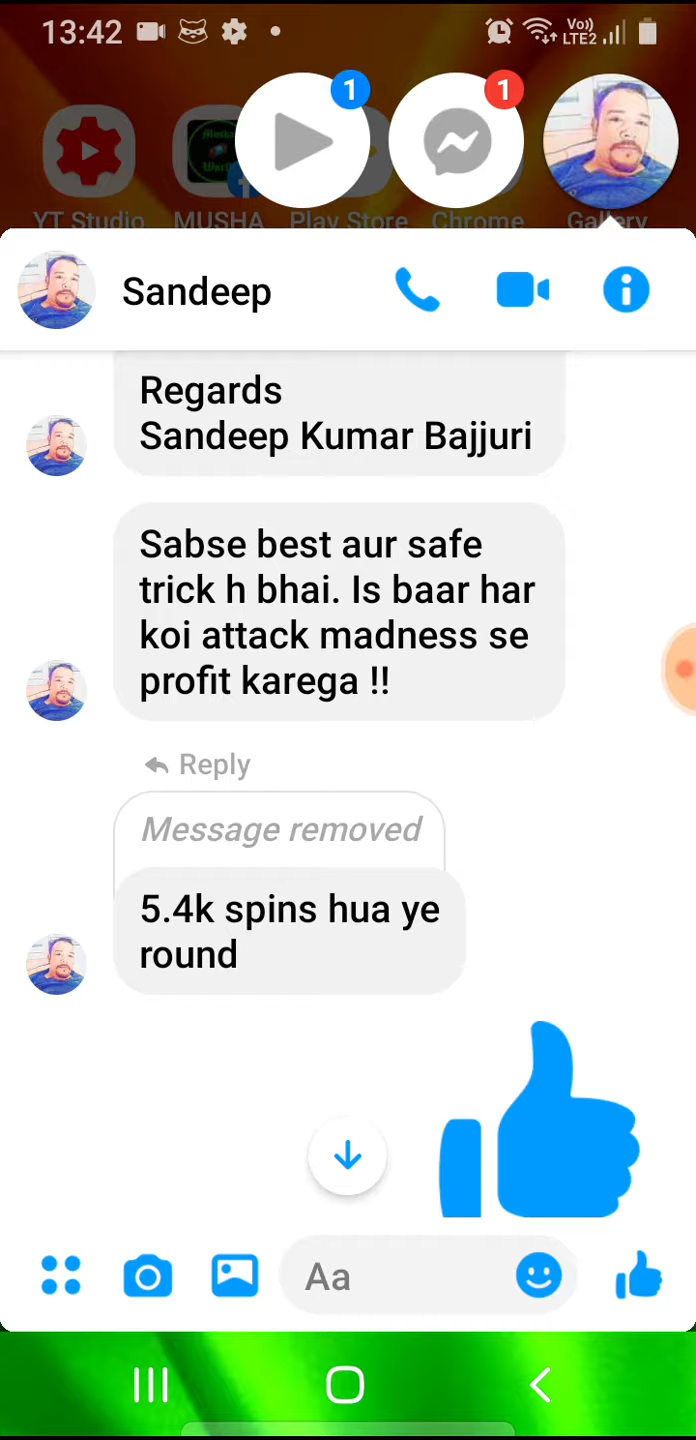 13:42
Vo))
LTE2
1
1
YT Studio
MUSHA
Play Store
Chrome
Gallery
Sandeep
Regards
Sandeep Kumar Bajjuri
Sabse best aur safe
trick h bhai. Is baar har
koi attack madness se
profit karega !!
Reply
Message removed
5.4k spins hua ye
round
Aa